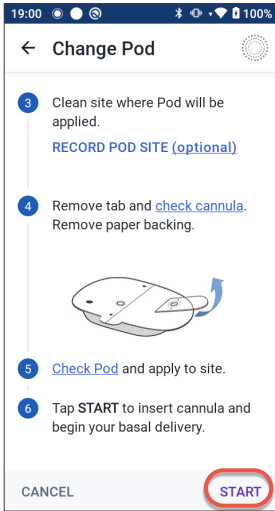 19:00 100%
Change Pod
3 Clean site where Pod will be
applied.
RECORD POD SITE (optional)
4 Remove tab and check cannula.
Remove paper backing.
5 Check Pod and apply to site.
6 Tap START to insert cannula and
begin your basal delivery.
CANCEL START